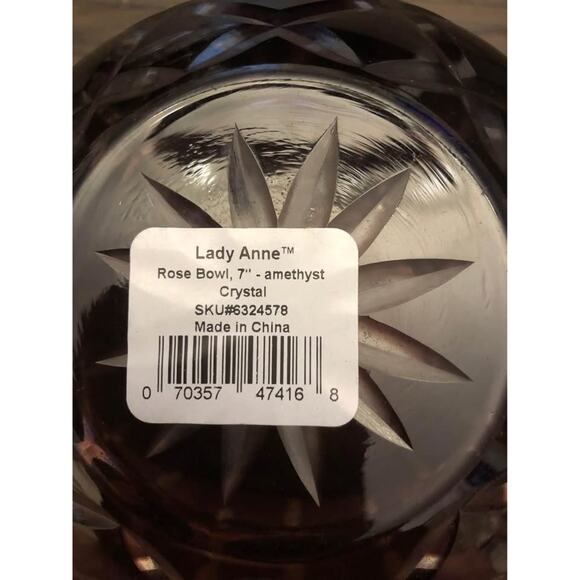 Lady Anne™
Rose Bowl, 7" - amethyst
Crystal
SKU#6324578
Made in China
0 70357 47416 8